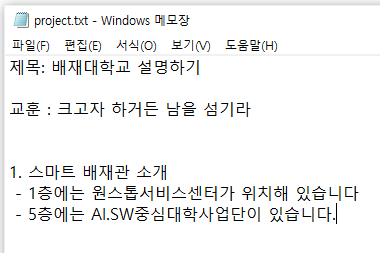 project.txt - Windows 메모장
파일(F) 편집(E) 서식(O) 보기(V) 도움말(H)
제목: 배재대학교 설명하기
교훈 : 크고자 하거든 남을 섬기라
1. 스마트 배재관 소개
- 1층에는 원스톱서비스센터가 위치해 있습니다
- 5층에는 AI.SW중심대학사업단이 있습니다.